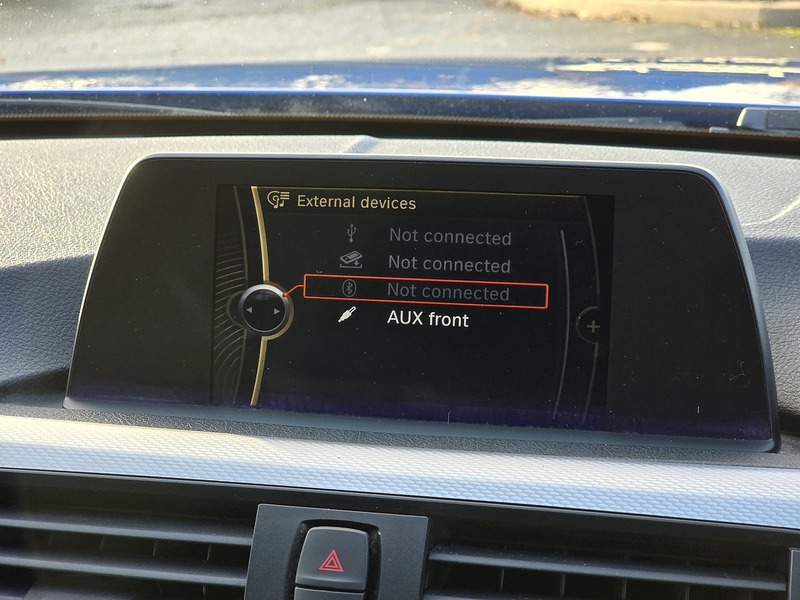 External devices
Not connected
Not connected
Not connected
AUX front